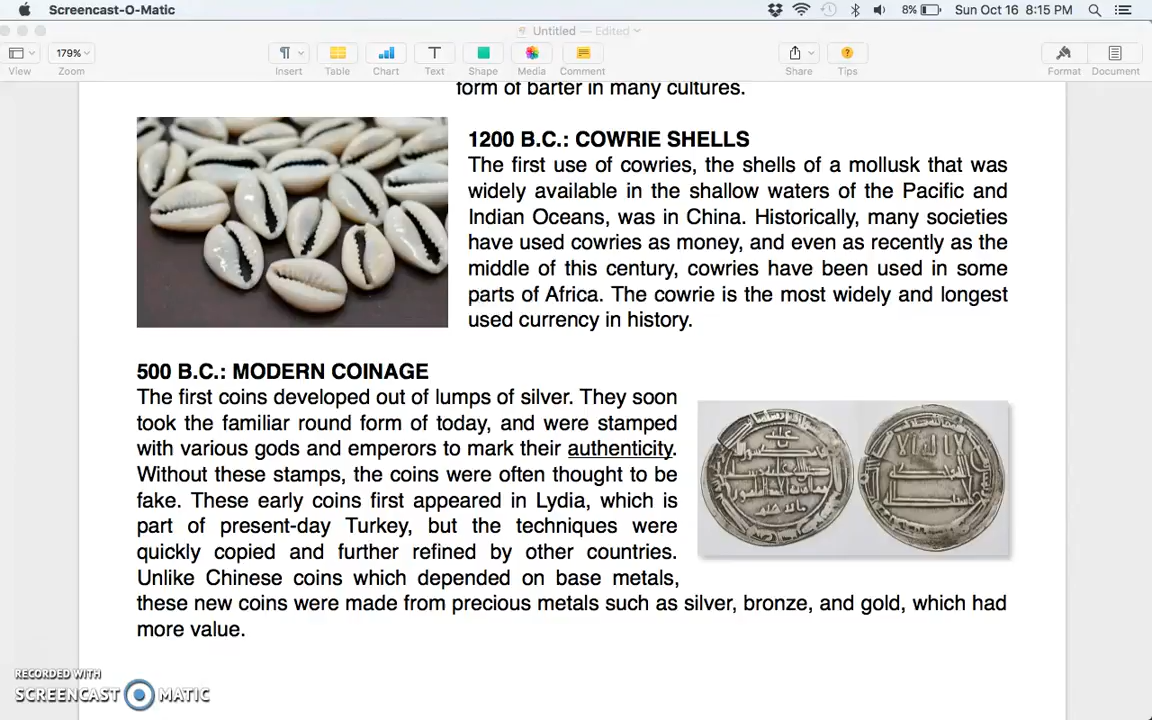 Screencast-O-Matic
8%
Sun Oct 16 8:15 PM
Untitled — Edited
179%
View
Zoom
Insert
Table
Chart
Text
Shape
Media
Comment
Share
Tips
Format
Document
form of barter in many cultures.
1200 B.C.: COWRIE SHELLS
The first use of cowries, the shells of a mollusk that was
widely available in the shallow waters of the Pacific and
Indian Oceans, was in China. Historically, many societies
have used cowries as money, and even as recently as the
middle of this century, cowries have been used in some
parts of Africa. The cowrie is the most widely and longest
used currency in history.
500 B.C.: MODERN COINAGE
The first coins developed out of lumps of silver. They soon
took the familiar round form of today, and were stamped
with various gods and emperors to mark their authenticity.
Without these stamps, the coins were often thought to be
fake. These early coins first appeared in Lydia, which is
part of present-day Turkey, but the techniques were
quickly copied and further refined by other countries.
Unlike Chinese coins which depended on base metals,
these new coins were made from precious metals such as silver, bronze, and gold, which had
more value.
RECORDED WITH
SCREENCAST O MATIC